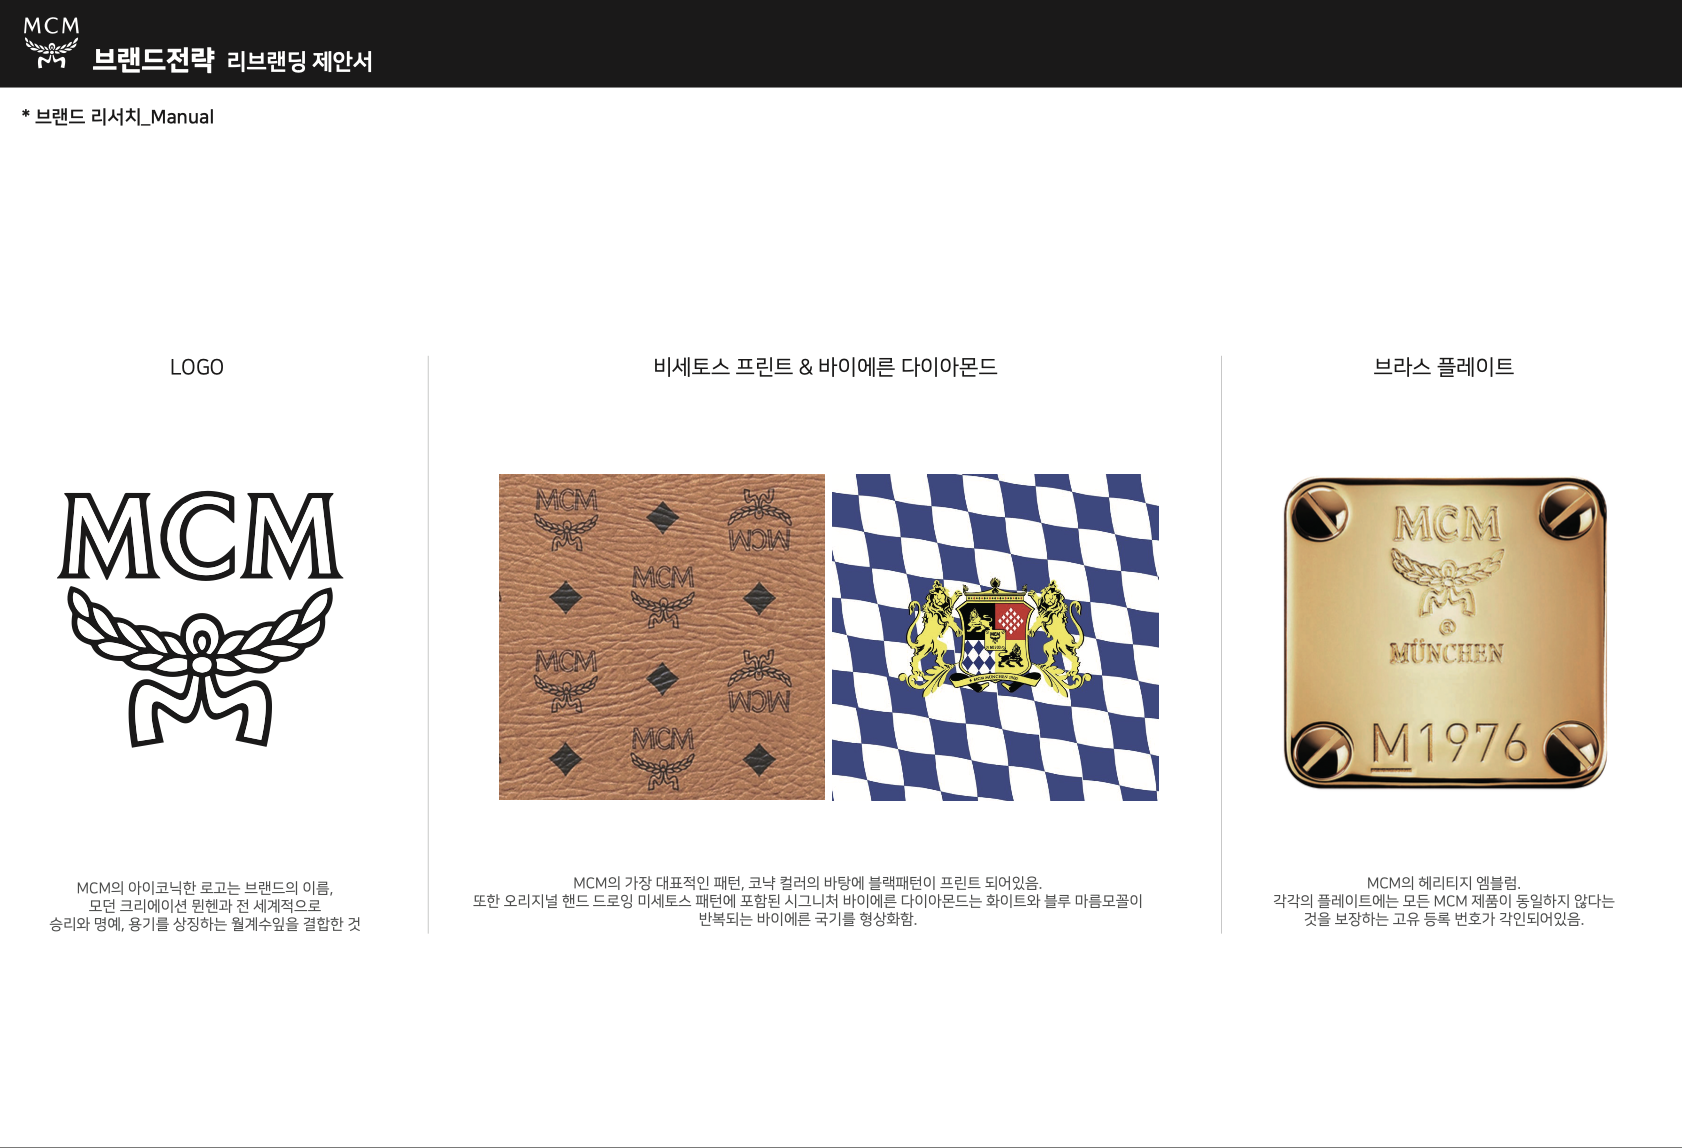 MCM
브랜드전략 리브랜딩 제안서
* 브랜드 리서치_Manual
LOGO
MCM
MCM의 아이코닉한 로고는 브랜드의 이름,
모던 크리에이션 뮌헨과 전 세계적으로
승리와 명예, 용기를 상징하는 월계수잎을 결합한 것
비세토스 프린트 & 바이에른 다이아몬드
MCM
MCM
MCM
MCM
MCM
MCM
MCM
MCM의 가장 대표적인 패턴, 코냑 컬러의 바탕에 블랙패턴이 프린트 되어있음.
또한 오리지널 핸드 드로잉 미세토스 패턴에 포함된 시그니처 바이에른 다이아몬드는 화이트와 블루 마름모꼴이
반복되는 바이에른 국기를 형상화함.
브라스 플레이트
MCM
®
MÜNCHEN
M1976
MCM의 헤리티지 엠블럼.
각각의 플레이트에는 모든 MCM 제품이 동일하지 않다는
것을 보장하는 고유 등록 번호가 각인되어있음.